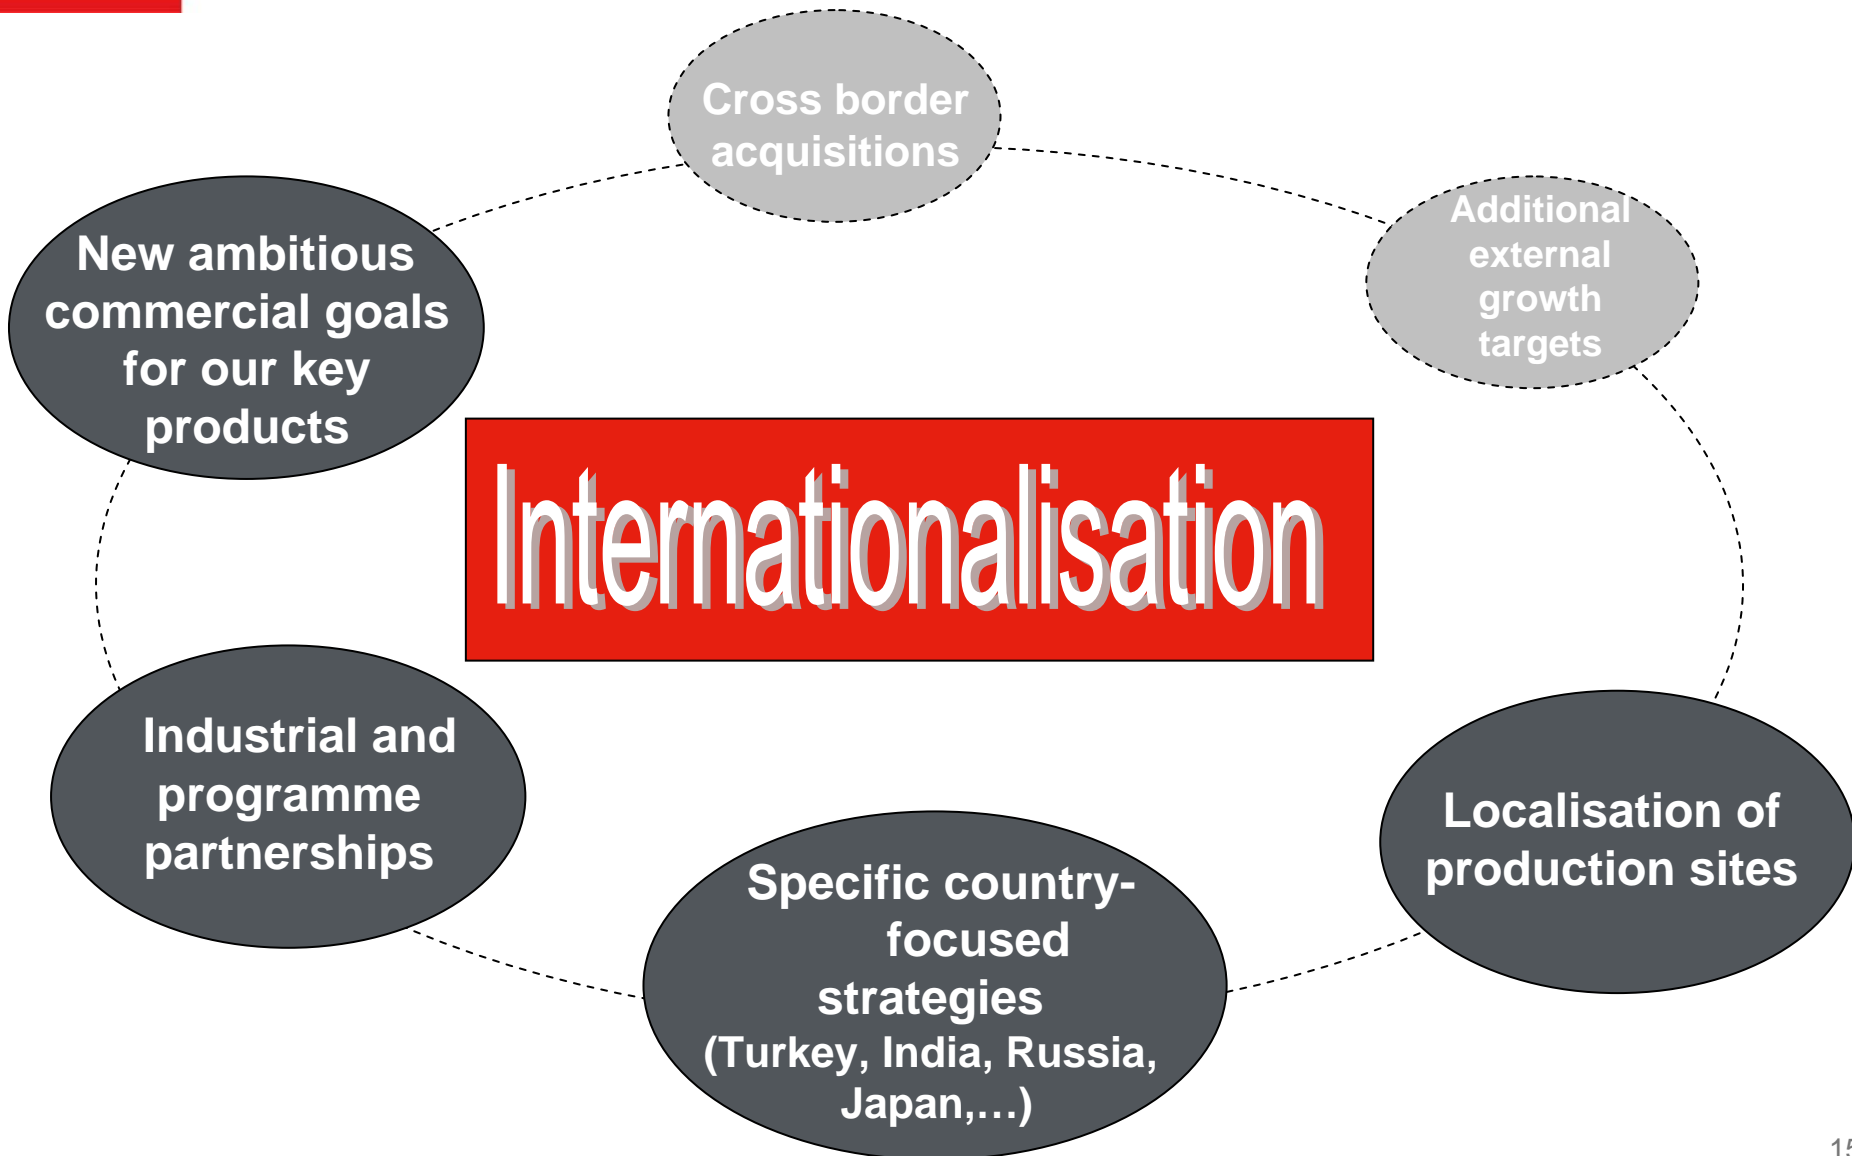 Cross border
acquisitions
Additional
external
growth
targets
New ambitious
commercial goals
for our key
products
Internationalisation
Industrial and
programme
partnerships
Localisation of
production sites
Specific country-
focused
strategies
(Turkey, India, Russia,
Japan,…)
15